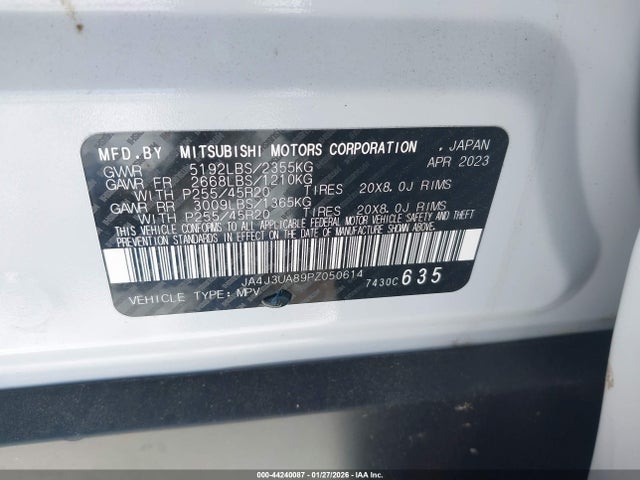 MFD.BY MITSUBISHI MOTORS CORPORATION , JAPAN
GVWR 5192LBS/2355KG APR 2023
GAWR FR 2668LBS/1210KG
WITH P255/45R20 TIRES 20X8.0J RIMS
GAWR RR 3009LBS/1365KG
WITH P255/45R20 TIRES 20X8.0J RIMS
THIS VEHICLE CONFORMS TO ALL APPLICABLE FEDERAL MOTOR VEHICLE SAFETY AND THEFT
PREVENTION STANDARDS IN EFFECT ON THE DATE OF MANUFACTURE SHOWN ABOVE.
JA4J3UA89PZ050614 7430C 635
VEHICLE TYPE: MPV
000-44240087 | 01/27/2026 | IAA Inc.